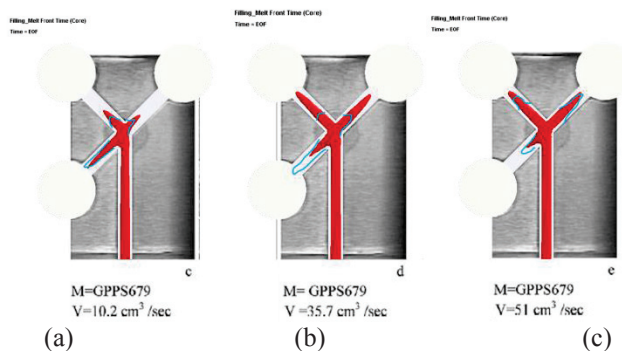 Filling_Melt Front Time (Core)
Time = EOF
Filling_Melt Front Time (Core)
Time = EOF
Filling_Melt Front Time (Core)
Time = EOF
c
d
e
M=GPPS679
V=10.2 cm³ /sec
M= GPPS679
V =35.7 cm³ /sec
M=GPPS679
V=51 cm³ /sec
(a)
(b)
(c)